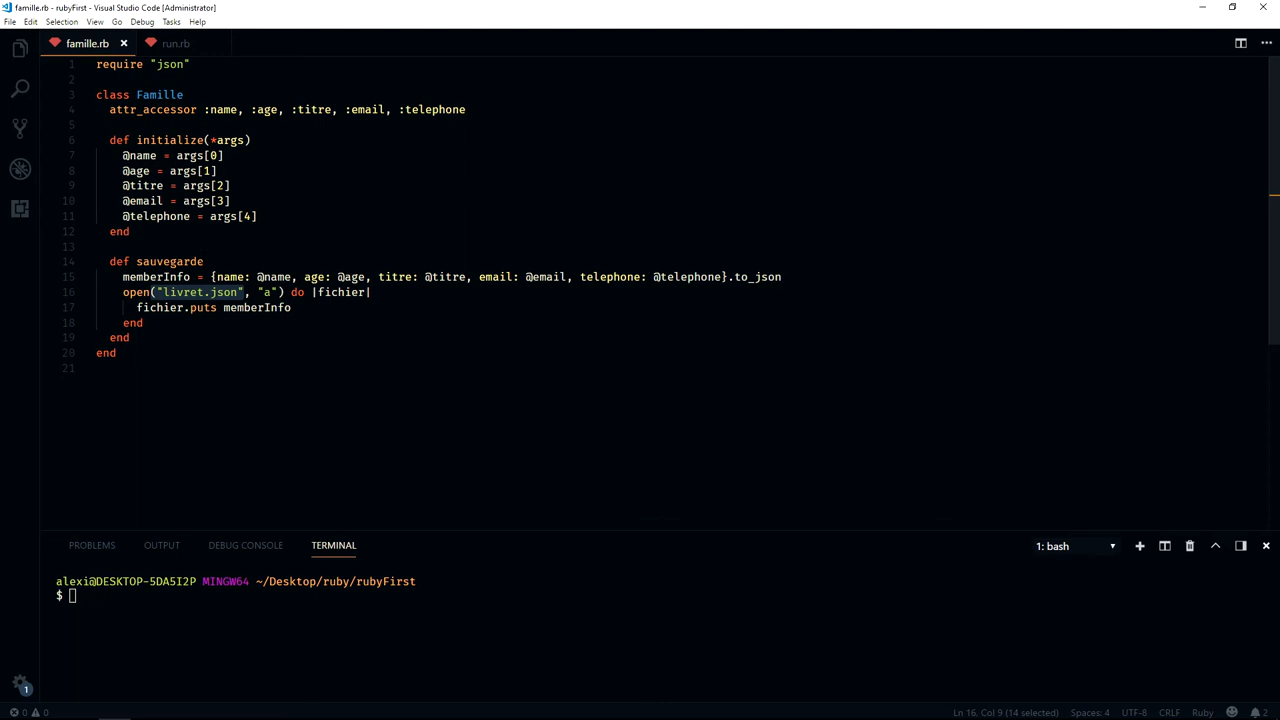 famille.rb - rubyFirst - Visual Studio Code [Administrator]
File Edit Selection View Go Debug Tasks Help
famille.rb run.rb
1 require "json"
2
3 class Famille
4 attr_accessor :name, :age, :titre, :email, :telephone
5
6 def initialize(*args)
7 @name = args[0]
8 @age = args[1]
9 @titre = args[2]
10 @email = args[3]
11 @telephone = args[4]
12 end
13
14 def sauvegarde
15 memberInfo = {name: @name, age: @age, titre: @titre, email: @email, telephone: @telephone}.to_json
16 open("livret.json", "a") do |fichier|
17 fichier.puts memberInfo
18 end
19 end
20 end
21
PROBLEMS OUTPUT DEBUG CONSOLE TERMINAL 1: bash
alexi@DESKTOP-5DA5I2P MINGW64 ~/Desktop/ruby/rubyFirst
$
1
0 0 Ln 16, Col 9 (14 selected) Spaces: 4 UTF-8 CRLF Ruby 2